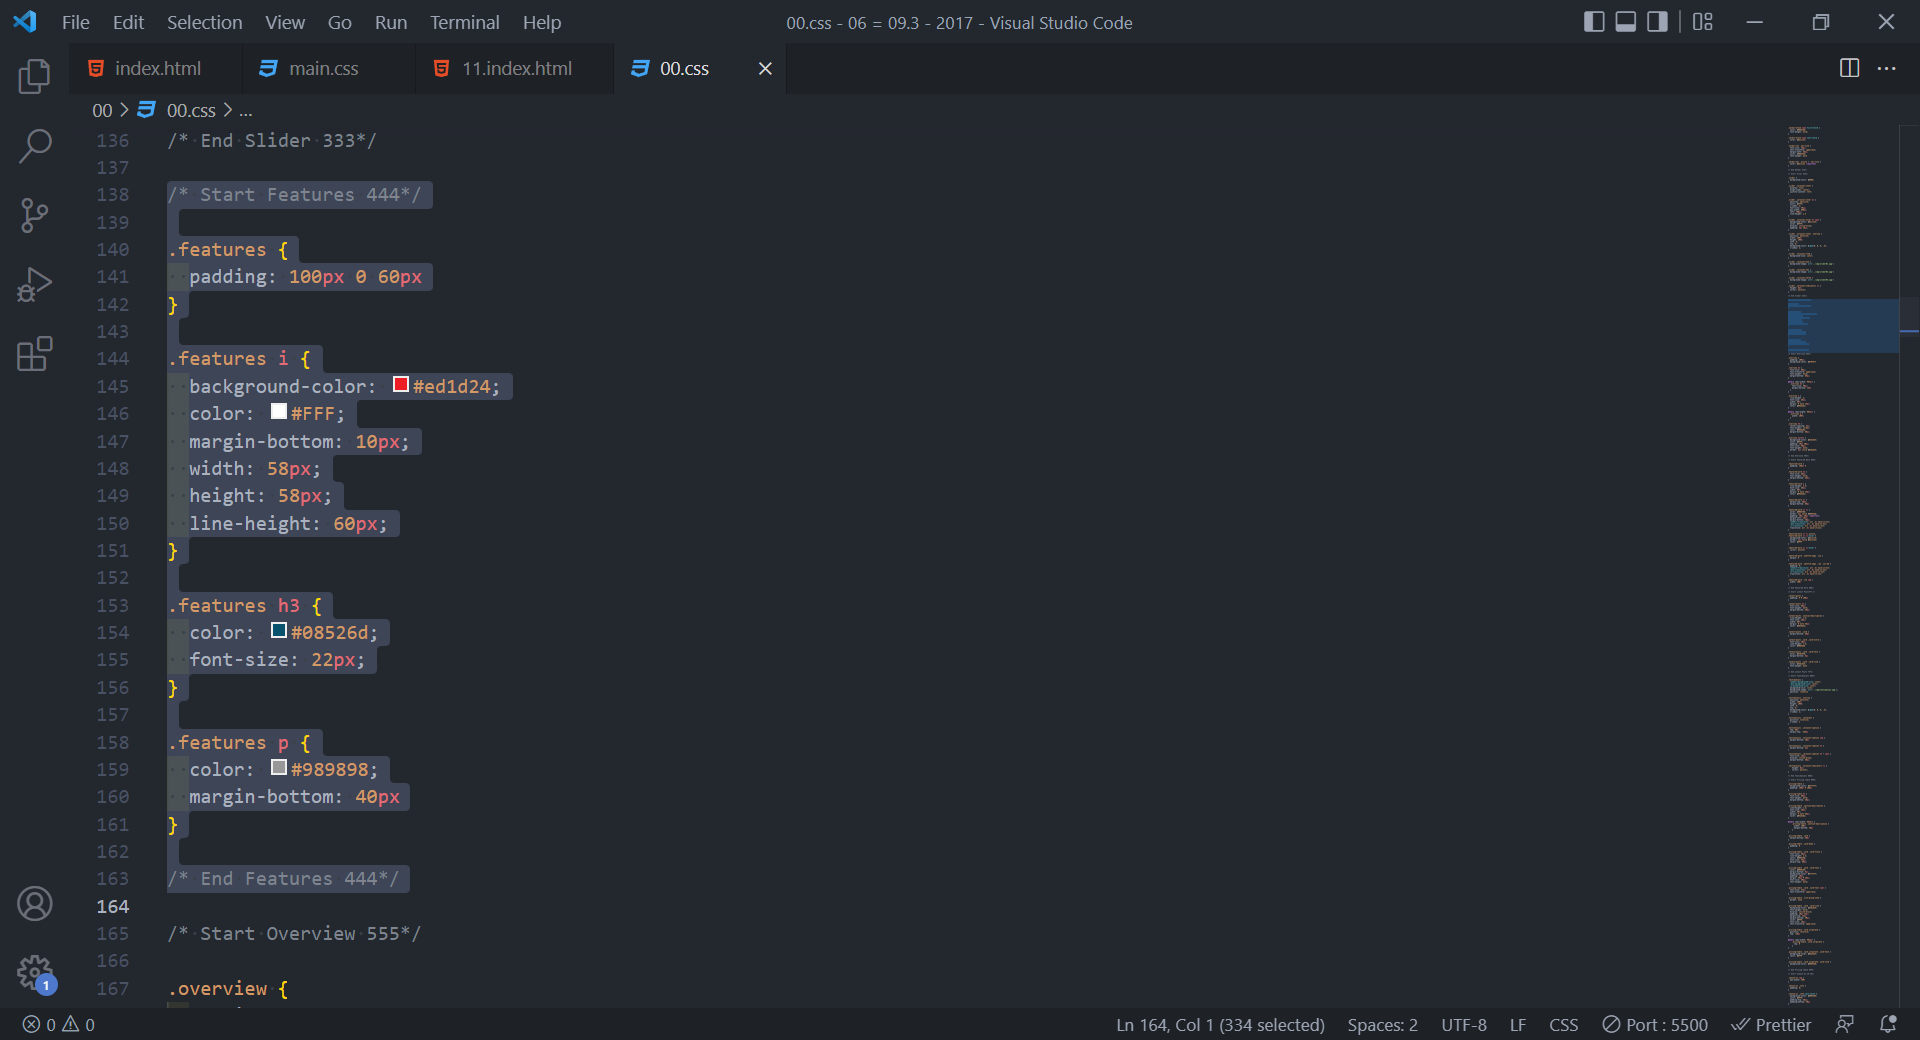 File Edit Selection View Go Run Terminal Help
00.css - 06 = 09.3 - 2017 - Visual Studio Code
index.html main.css 11.index.html 00.css
00 > 00.css > ...
136 /* End Slider 333*/
137
138 /* Start Features 444*/
139
140 .features {
141 padding: 100px 0 60px
142 }
143
144 .features i {
145 background-color: #ed1d24;
146 color: #FFF;
147 margin-bottom: 10px;
148 width: 58px;
149 height: 58px;
150 line-height: 60px;
151 }
152
153 .features h3 {
154 color: #08526d;
155 font-size: 22px;
156 }
157
158 .features p {
159 color: #989898;
160 margin-bottom: 40px
161 }
162
163 /* End Features 444*/
164
165 /* Start Overview 555*/
166
167 .overview {
1
0 0
Ln 164, Col 1 (334 selected) Spaces: 2 UTF-8 LF CSS Port : 5500 Prettier